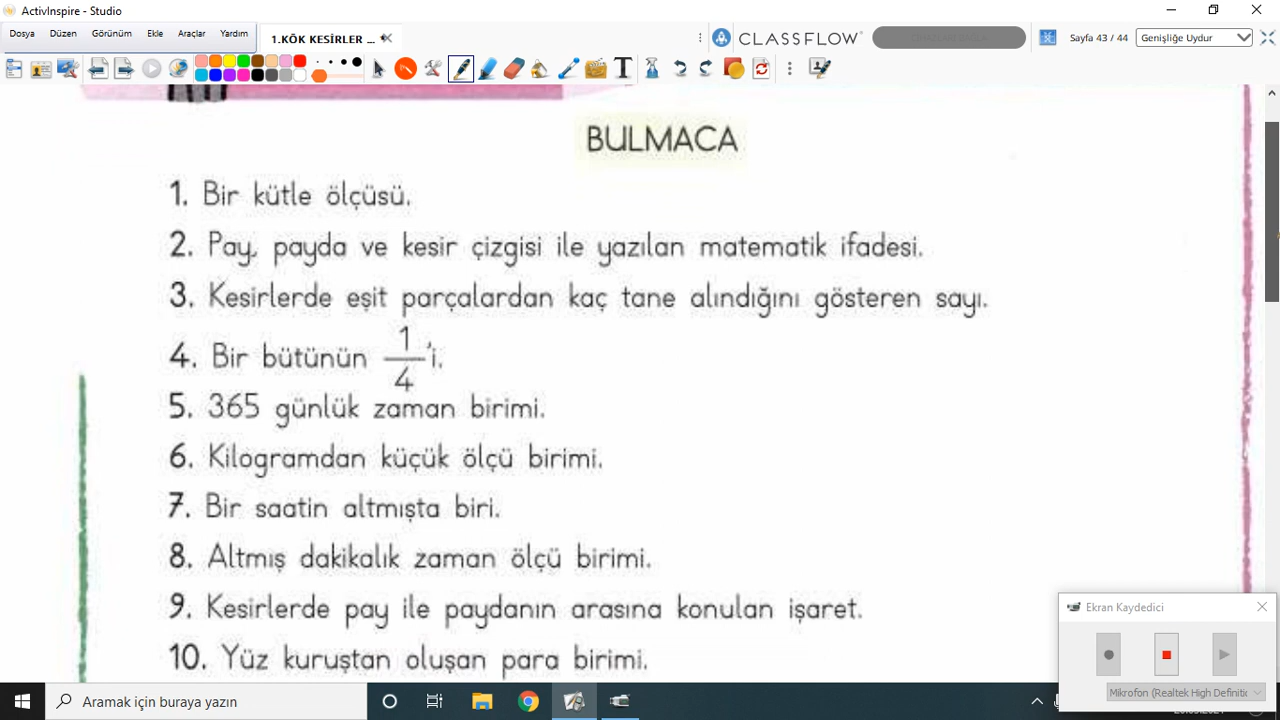 ActivInspire - Studio
Dosya Düzen Görünüm Ekle Araçlar Yardım
1.KÖK KESİRLER ...
CLASSFLOW
Sayfa 43 / 44
Genişliğe Uydur
BULMACA
1. Bir kütle ölçüsü.
2. Pay, payda ve kesir çizgisi ile yazılan matematik ifadesi.
3. Kesirlerde eşit parçalardan kaç tane alındığını gösteren sayı.
4. Bir bütünün 1/4'i.
5. 365 günlük zaman birimi.
6. Kilogramdan küçük ölçü birimi.
7. Bir saatin altmışta biri.
8. Altmış dakikalık zaman ölçü birimi.
9. Kesirlerde pay ile paydanın arasına konulan işaret.
10. Yüz kuruştan oluşan para birimi.
Ekran Kaydedici
Mikrofon (Realtek High Definitic
Aramak için buraya yazın